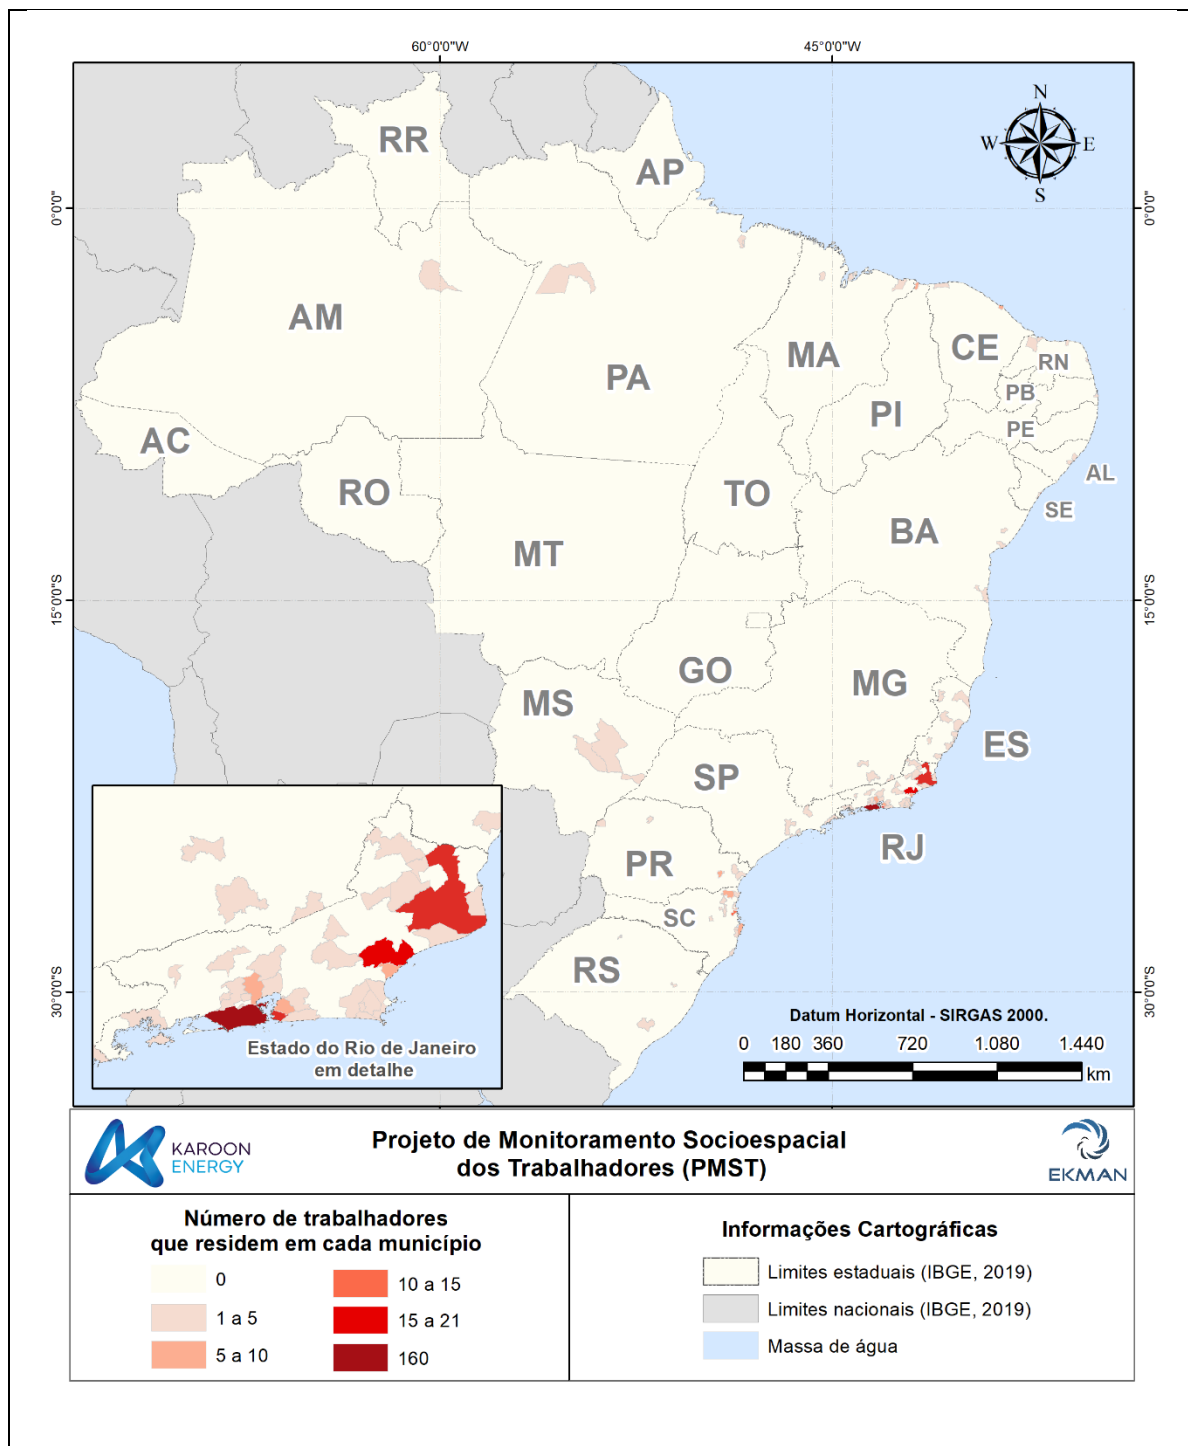 60°0'0"W
45°0'0"W
N
W
E
S
RR
AP
0°0'0"
0°0'0"
AM
PA
MA
CE
RN
PB
PI
PE
AC
AL
RO
TO
SE
BA
MT
15°0'0"S
15°0'0"S
GO
MG
MS
ES
SP
RJ
PR
SC
RS
30°0'0"S
30°0'0"S
Estado do Rio de Janeiro
em detalhe
Datum Horizontal - SIRGAS 2000.
0 180 360 720 1.080 1.440
km
KAROON
ENERGY
Projeto de Monitoramento Socioespacial
dos Trabalhadores (PMST)
EKMAN
Número de trabalhadores
que residem em cada município
0
1 a 5
5 a 10
10 a 15
15 a 21
160
Informações Cartográficas
Limites estaduais (IBGE, 2019)
Limites nacionais (IBGE, 2019)
Massa de água